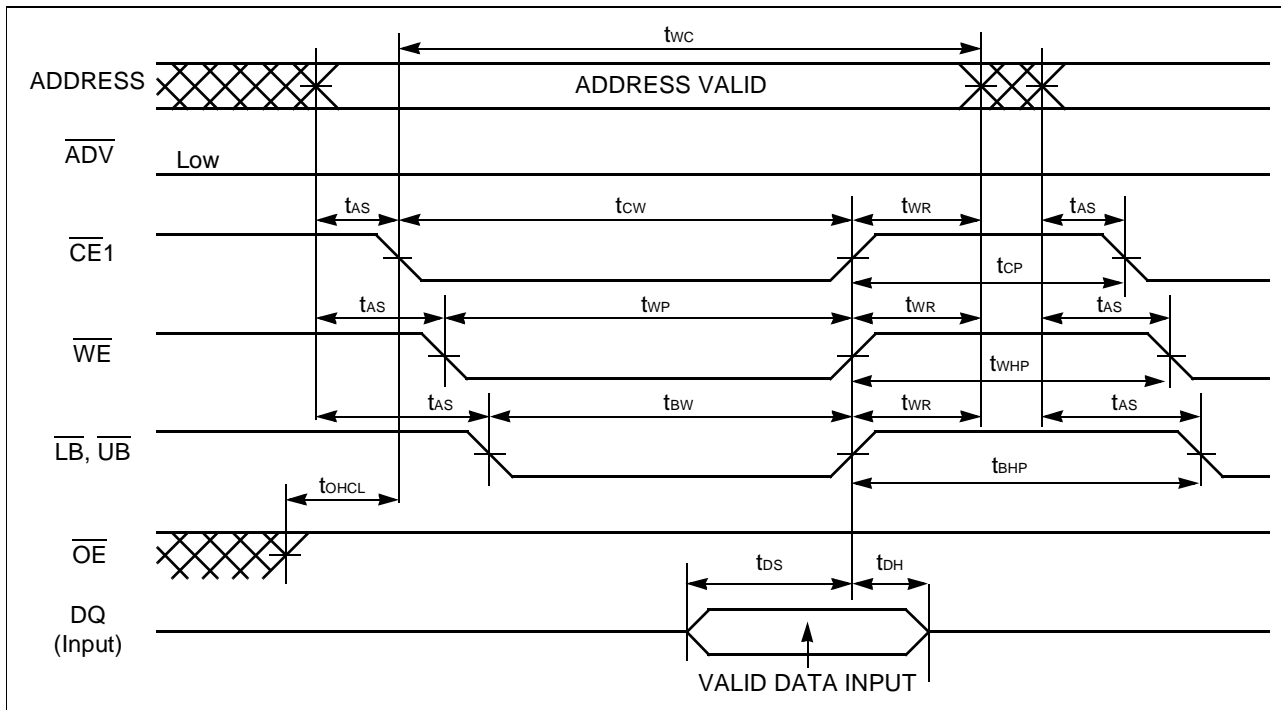 tWC
ADDRESS
ADDRESS VALID
ADV
Low
tAS
tCW
tWR
tAS
CE1
tCP
tAS
tWP
tWR
tAS
WE
tWHP
tAS
tBW
tWR
tAS
LB, UB
tBHP
tOHCL
OE
tDS
tDH
DQ
(Input)
VALID DATA INPUT